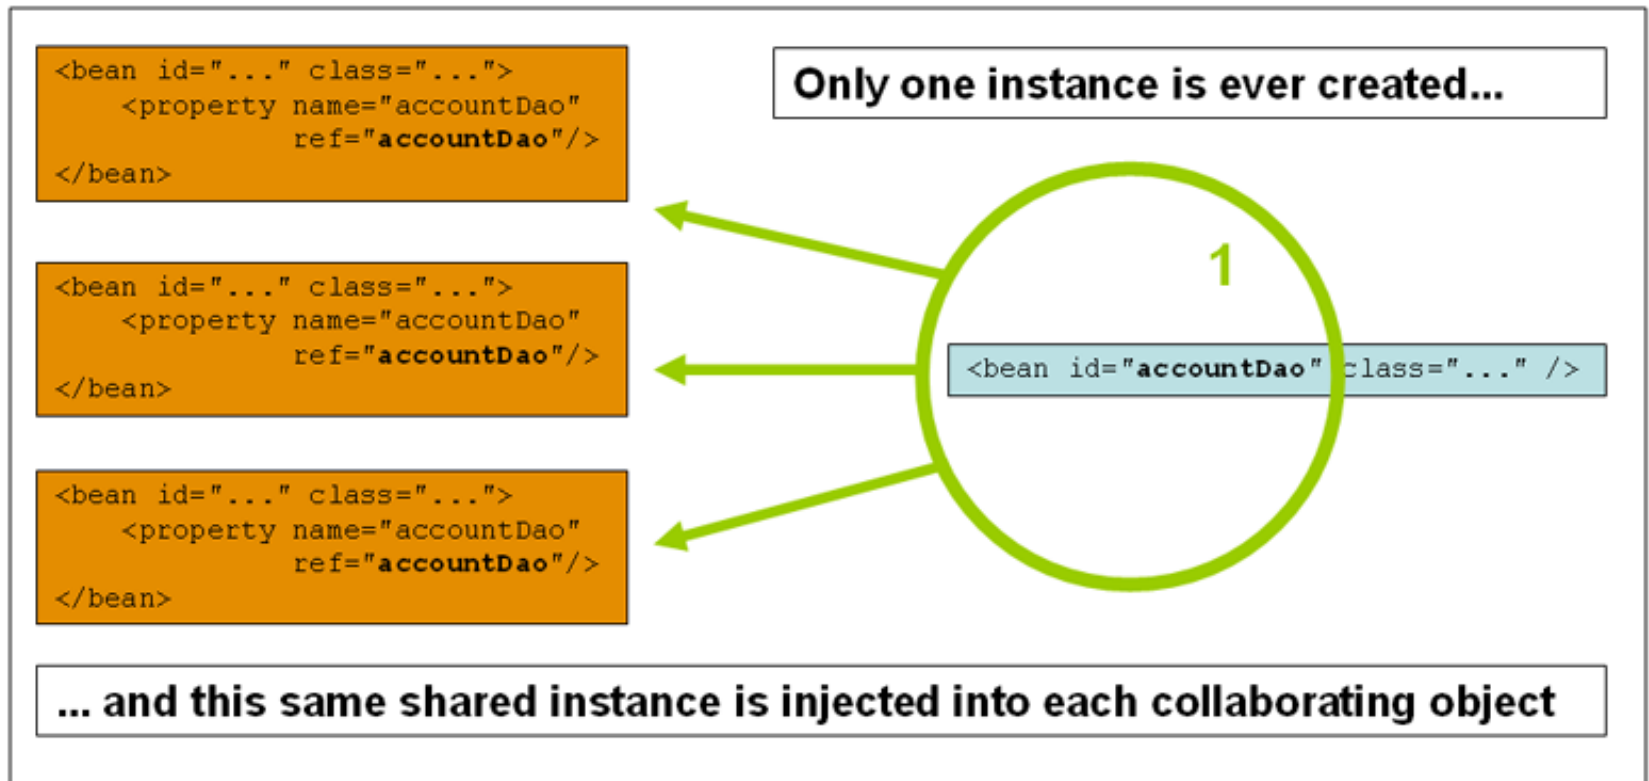 <bean id="..." class="...">
    <property name="accountDao"
              ref="accountDao"/>
</bean>
Only one instance is ever created...
<bean id="..." class="...">
    <property name="accountDao"
              ref="accountDao"/>
</bean>
1
<bean id="accountDao" class="..." />
<bean id="..." class="...">
    <property name="accountDao"
              ref="accountDao"/>
</bean>
... and this same shared instance is injected into each collaborating object